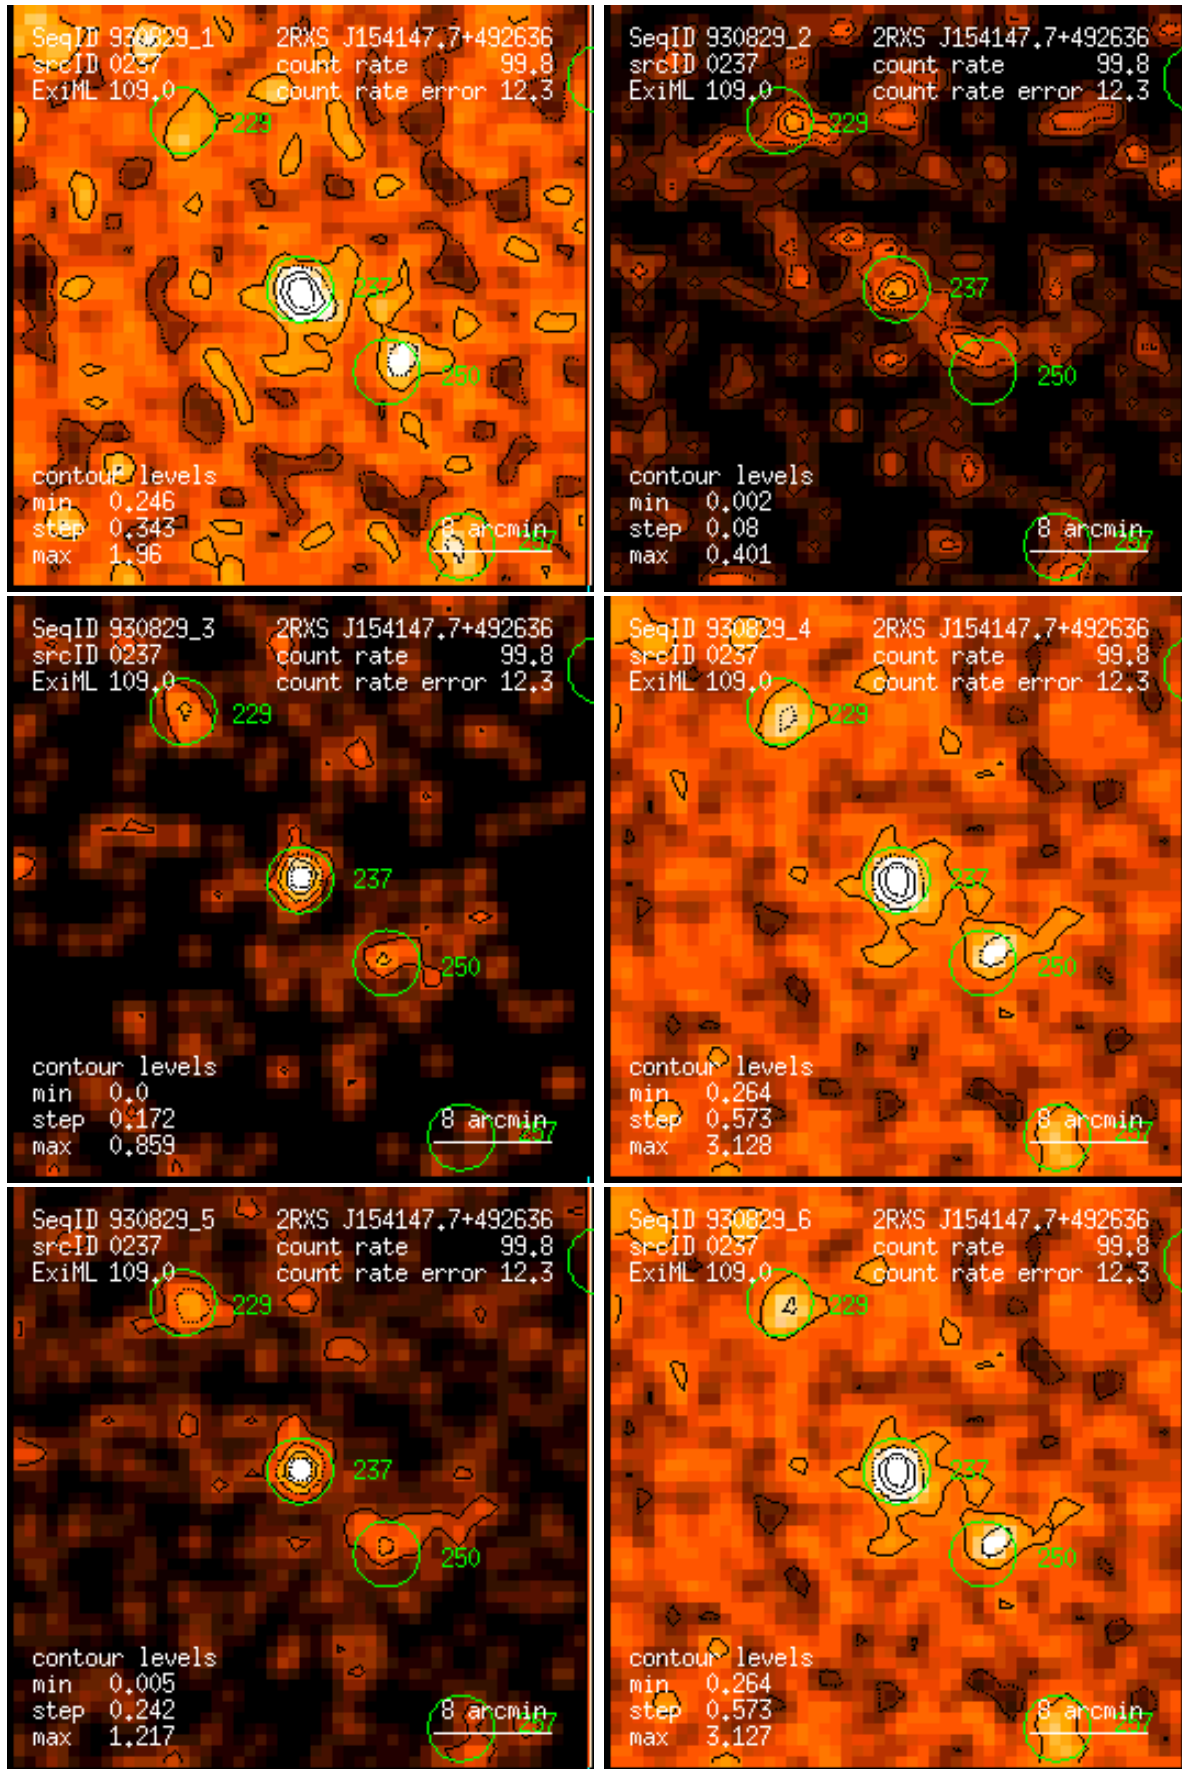 SeqID 930829_1 2RXS J154147.7+492636
srcID 0237 count rate 99.8
ExiML 109.0 count rate error 12.3
229
237
250
contour levels
min 0.246
step 0.343 8 arcmin
257
max 1.96
SeqID 930829_2 2RXS J154147.7+492636
srcID 0237 count rate 99.8
ExiML 109.0 count rate error 12.3
229
237
250
contour levels
min 0.002
step 0.08 8 arcmin
257
max 0.401
SeqID 930829_3 2RXS J154147.7+492636
srcID 0237 count rate 99.8
ExiML 109.0 count rate error 12.3
229
237
250
contour levels
min 0.0
step 0.172 8 arcmin
257
max 0.859
SeqID 930829_4 2RXS J154147.7+492636
srcID 0237 count rate 99.8
ExiML 109.0 count rate error 12.3
229
237
250
contour levels
min 0.264
step 0.573 8 arcmin
257
max 3.128
SeqID 930829_5 2RXS J154147.7+492636
srcID 0237 count rate 99.8
ExiML 109.0 count rate error 12.3
229
237
250
contour levels
min 0.005
step 0.242 8 arcmin
257
max 1.217
SeqID 930829_6 2RXS J154147.7+492636
srcID 0237 count rate 99.8
ExiML 109.0 count rate error 12.3
229
237
250
contour levels
min 0.264
step 0.573 8 arcmin
257
max 3.127